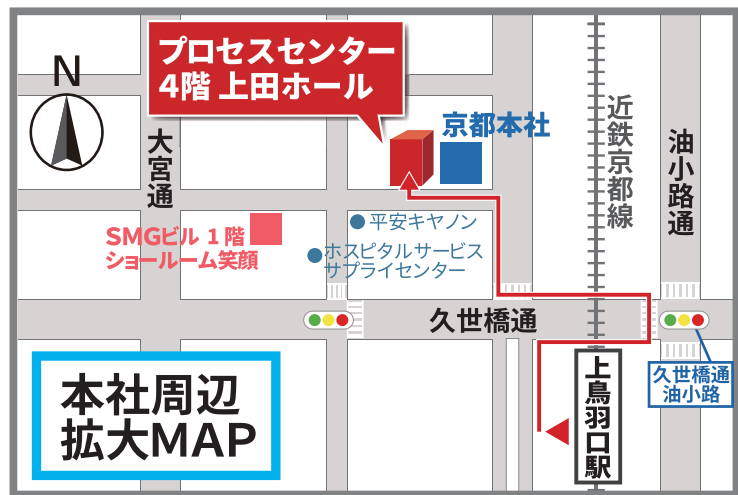 プロセスセンター
4階 上田ホール
N
京都本社
大宮通
近鉄京都線
油小路通
平安キヤノン
SMGビル 1階
ショールーム笑顔
ホスピタルサービス
サプライセンター
久世橋通
本社周辺
拡大MAP
上鳥羽口駅
久世橋通
油小路